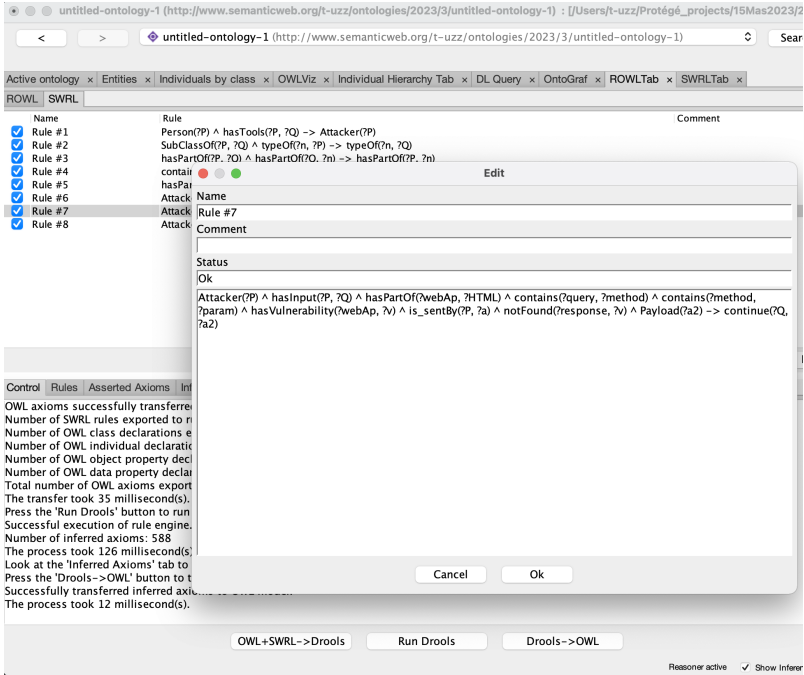 untitled-ontology-1 (http://www.semanticweb.org/t-uzz/ontologies/2023/3/untitled-ontology-1) : [/Users/t-uzz/Protégé_projects/15Mas2023/2
< > untitled-ontology-1 (http://www.semanticweb.org/t-uzz/ontologies/2023/3/untitled-ontology-1)
Active ontology × Entities × Individuals by class × OWLViz × Individual Hierarchy Tab × DL Query × OntoGraf × ROWLTab × SWRLTab ×
ROWL SWRL
Name Rule Comment
Rule #1 Person(?P) ^ hasTools(?P, ?Q) -> Attacker(?P)
Rule #2 SubClassOf(?P, ?Q) ^ typeOf(?n, ?P) -> typeOf(?n, ?Q)
Rule #3 hasPartOf(?P, ?Q) ^ hasPartOf(?Q, ?n) -> hasPartOf(?P, ?n)
Rule #4
Rule #5
Rule #6
Rule #7
Rule #8
Edit
Name
Rule #7
Comment
Status
Ok
Attacker(?P) ^ hasInput(?P, ?Q) ^ hasPartOf(?webAp, ?HTML) ^ contains(?query, ?method) ^ contains(?method,
?param) ^ hasVulnerability(?webAp, ?v) ^ is_sentBy(?P, ?a) ^ notFound(?response, ?v) ^ Payload(?a2) -> continue(?Q,
?a2)
Cancel Ok
Control Rules Asserted Axioms
OWL axioms successfully transferred
Number of SWRL rules exported to
Number of OWL class declarations
Number of OWL individual
Number of OWL object property
Number of OWL data property
Total number of OWL axioms
The transfer took 35 millisecond(s).
Press the 'Run Drools' button to run
Successful execution of rule engine.
Number of inferred axioms: 588
The process took 126 millisecond(s)
Look at the 'Inferred Axioms' tab to
Press the 'Drools->OWL' button to
Successfully transferred inferred
The process took 12 millisecond(s).
OWL+SWRL->Drools Run Drools Drools->OWL
Reasoner active Show